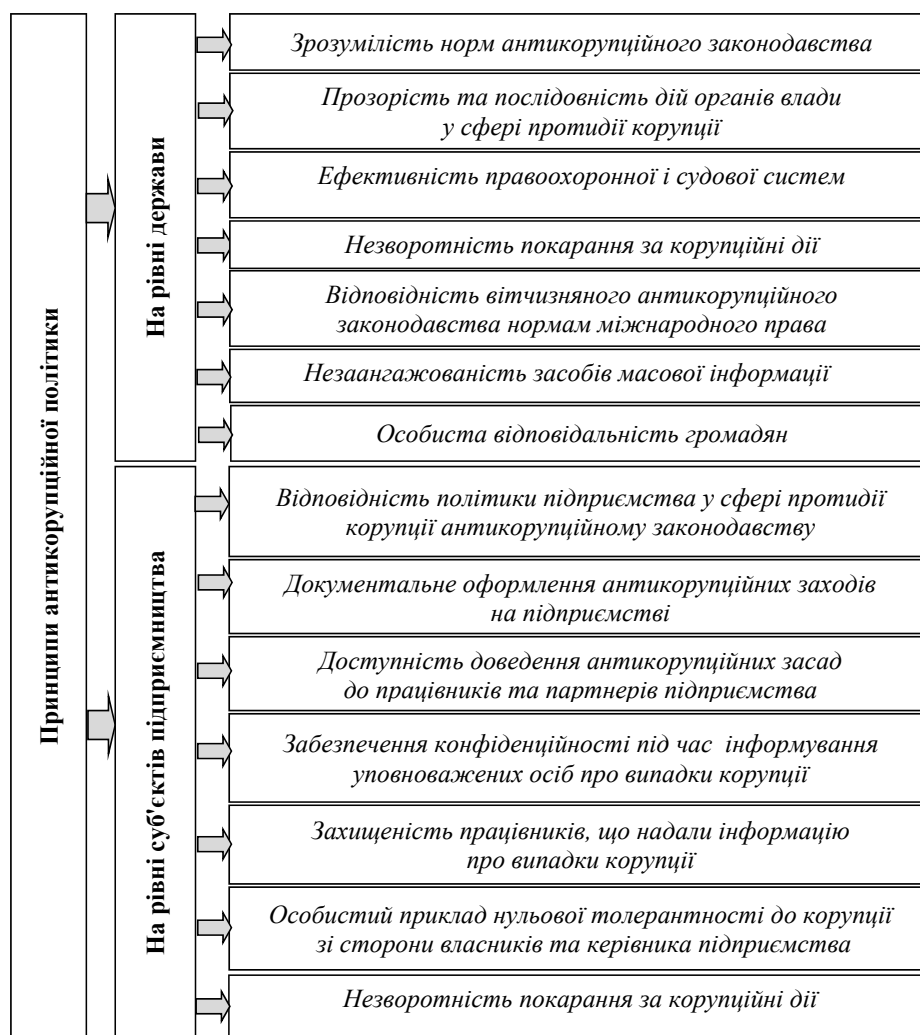 Принципи антикорупційної політики
На рівні держави
Зрозумілість норм антикорупційного законодавства
Прозорість та послідовність дій органів влади
у сфері протидії корупції
Ефективність правоохоронної і судової систем
Незворотність покарання за корупційні дії
Відповідність вітчизняного антикорупційного
законодавства нормам міжнародного права
Незаангажованість засобів масової інформації
Особиста відповідальність громадян
На рівні суб'єктів підприємництва
Відповідність політики підприємства у сфері протидії
корупції антикорупційному законодавству
Документальне оформлення антикорупційних заходів
на підприємстві
Доступність доведення антикорупційних засад
до працівників та партнерів підприємства
Забезпечення конфіденційності під час інформування
уповноважених осіб про випадки корупції
Захищеність працівників, що надали інформацію
про випадки корупції
Особистий приклад нульової толерантності до корупції
зі сторони власників та керівника підприємства
Незворотність покарання за корупційні дії